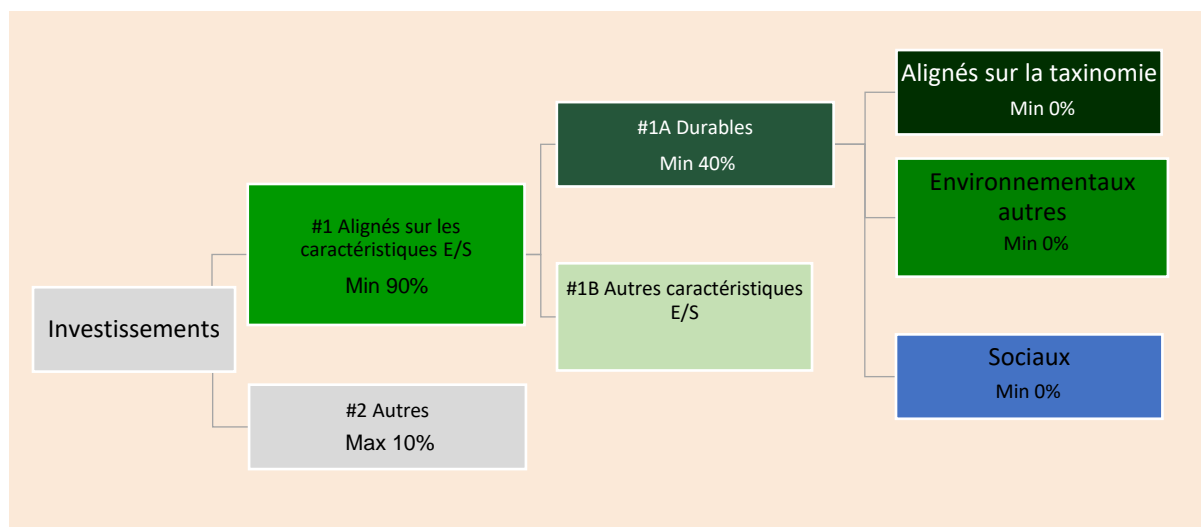 Investissements
#1 Alignés sur les
caractéristiques E/S
Min 90%
#2 Autres
Max 10%
#1A Durables
Min 40%
#1B Autres caractéristiques
E/S
Alignés sur la taxinomie
Min 0%
Environnementaux
autres
Min 0%
Sociaux
Min 0%